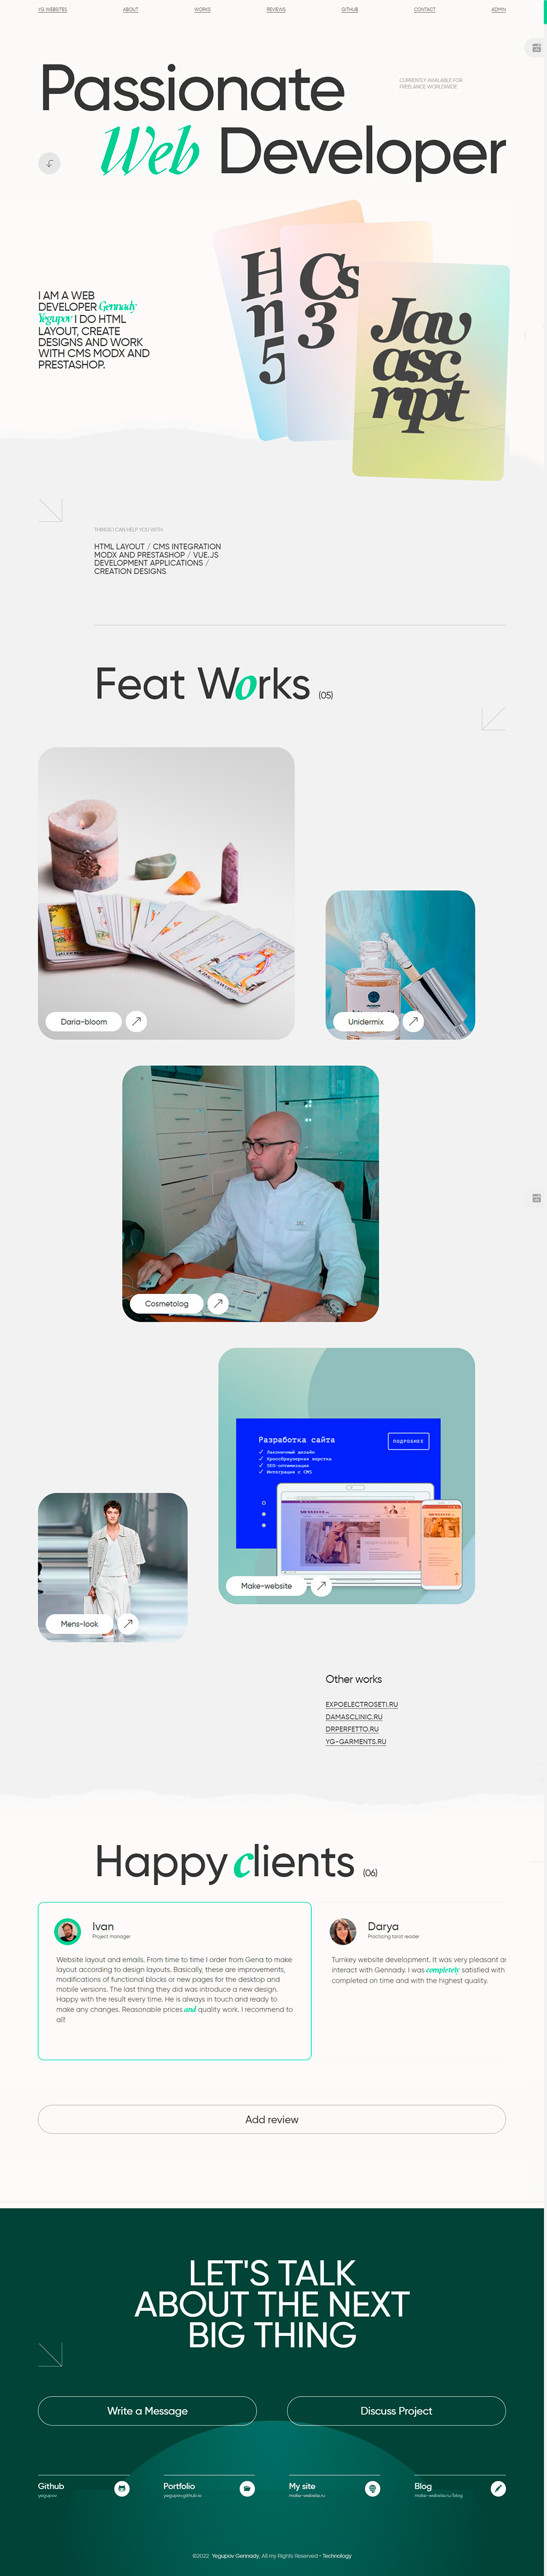 YG WEBSITES ABOUT WORKS REVIEWS GITHUB CONTACT ADMIN
Passionate
CURRENTLY AVIALABLE FOR
FREELANCE WORLDWIDE
Web Developer
I AM A WEB
DEVELOPER Gennady
Yegupov I DO HTML
LAYOUT, CREATE
DESIGNS AND WORK
WITH CMS MODX AND
PRESTASHOP.
H
m
5
Cs
3
Jav
asc
ript
THINGS I CAN HELP YOU WITH:
HTML LAYOUT / CMS INTEGRATION
MODX AND PRESTASHOP / VUE.JS
DEVELOPMENT APPLICATIONS /
CREATION DESIGNS
Feat Works (05)
Daria-bloom
Unidermix
Cosmetolog
Разработка сайта
ПОДРОБНЕЕ
✓ Лаконичный дизайн
✓ Кроссбраузерная верстка
✓ SEO-оптимизация
✓ Интеграция с CMS
Make-website
Mens-look
Other works
EXPOELECTROSETI.RU
DAMASCLINIC.RU
DRPERFETTO.RU
YG-GARMENTS.RU
Happy clients (06)
Ivan
Project manager
Website layout and emails. From time to time I order from Gena to make
layout according to design layouts. Basically, these are improvements,
modifications of functional blocks or new pages for the desktop and
mobile versions. The last thing they did was introduce a new design.
Happy with the result every time. He is always in touch and ready to
make any changes. Reasonable prices and quality work. I recommend to
all!
Darya
Practicing tarot reader
Turnkey website development. It was very pleasant ar
interact with Gennady. I was completely satisfied with
completed on time and with the highest quality.
Add review
LET'S TALK
ABOUT THE NEXT
BIG THING
Write a Message
Discuss Project
Github
yegupov
Portfolio
yegupov.github.io
My site
make-website.ru
Blog
make-website.ru/blog
©2022 Yegupov Gennady, All my Rights Reserved - Technology